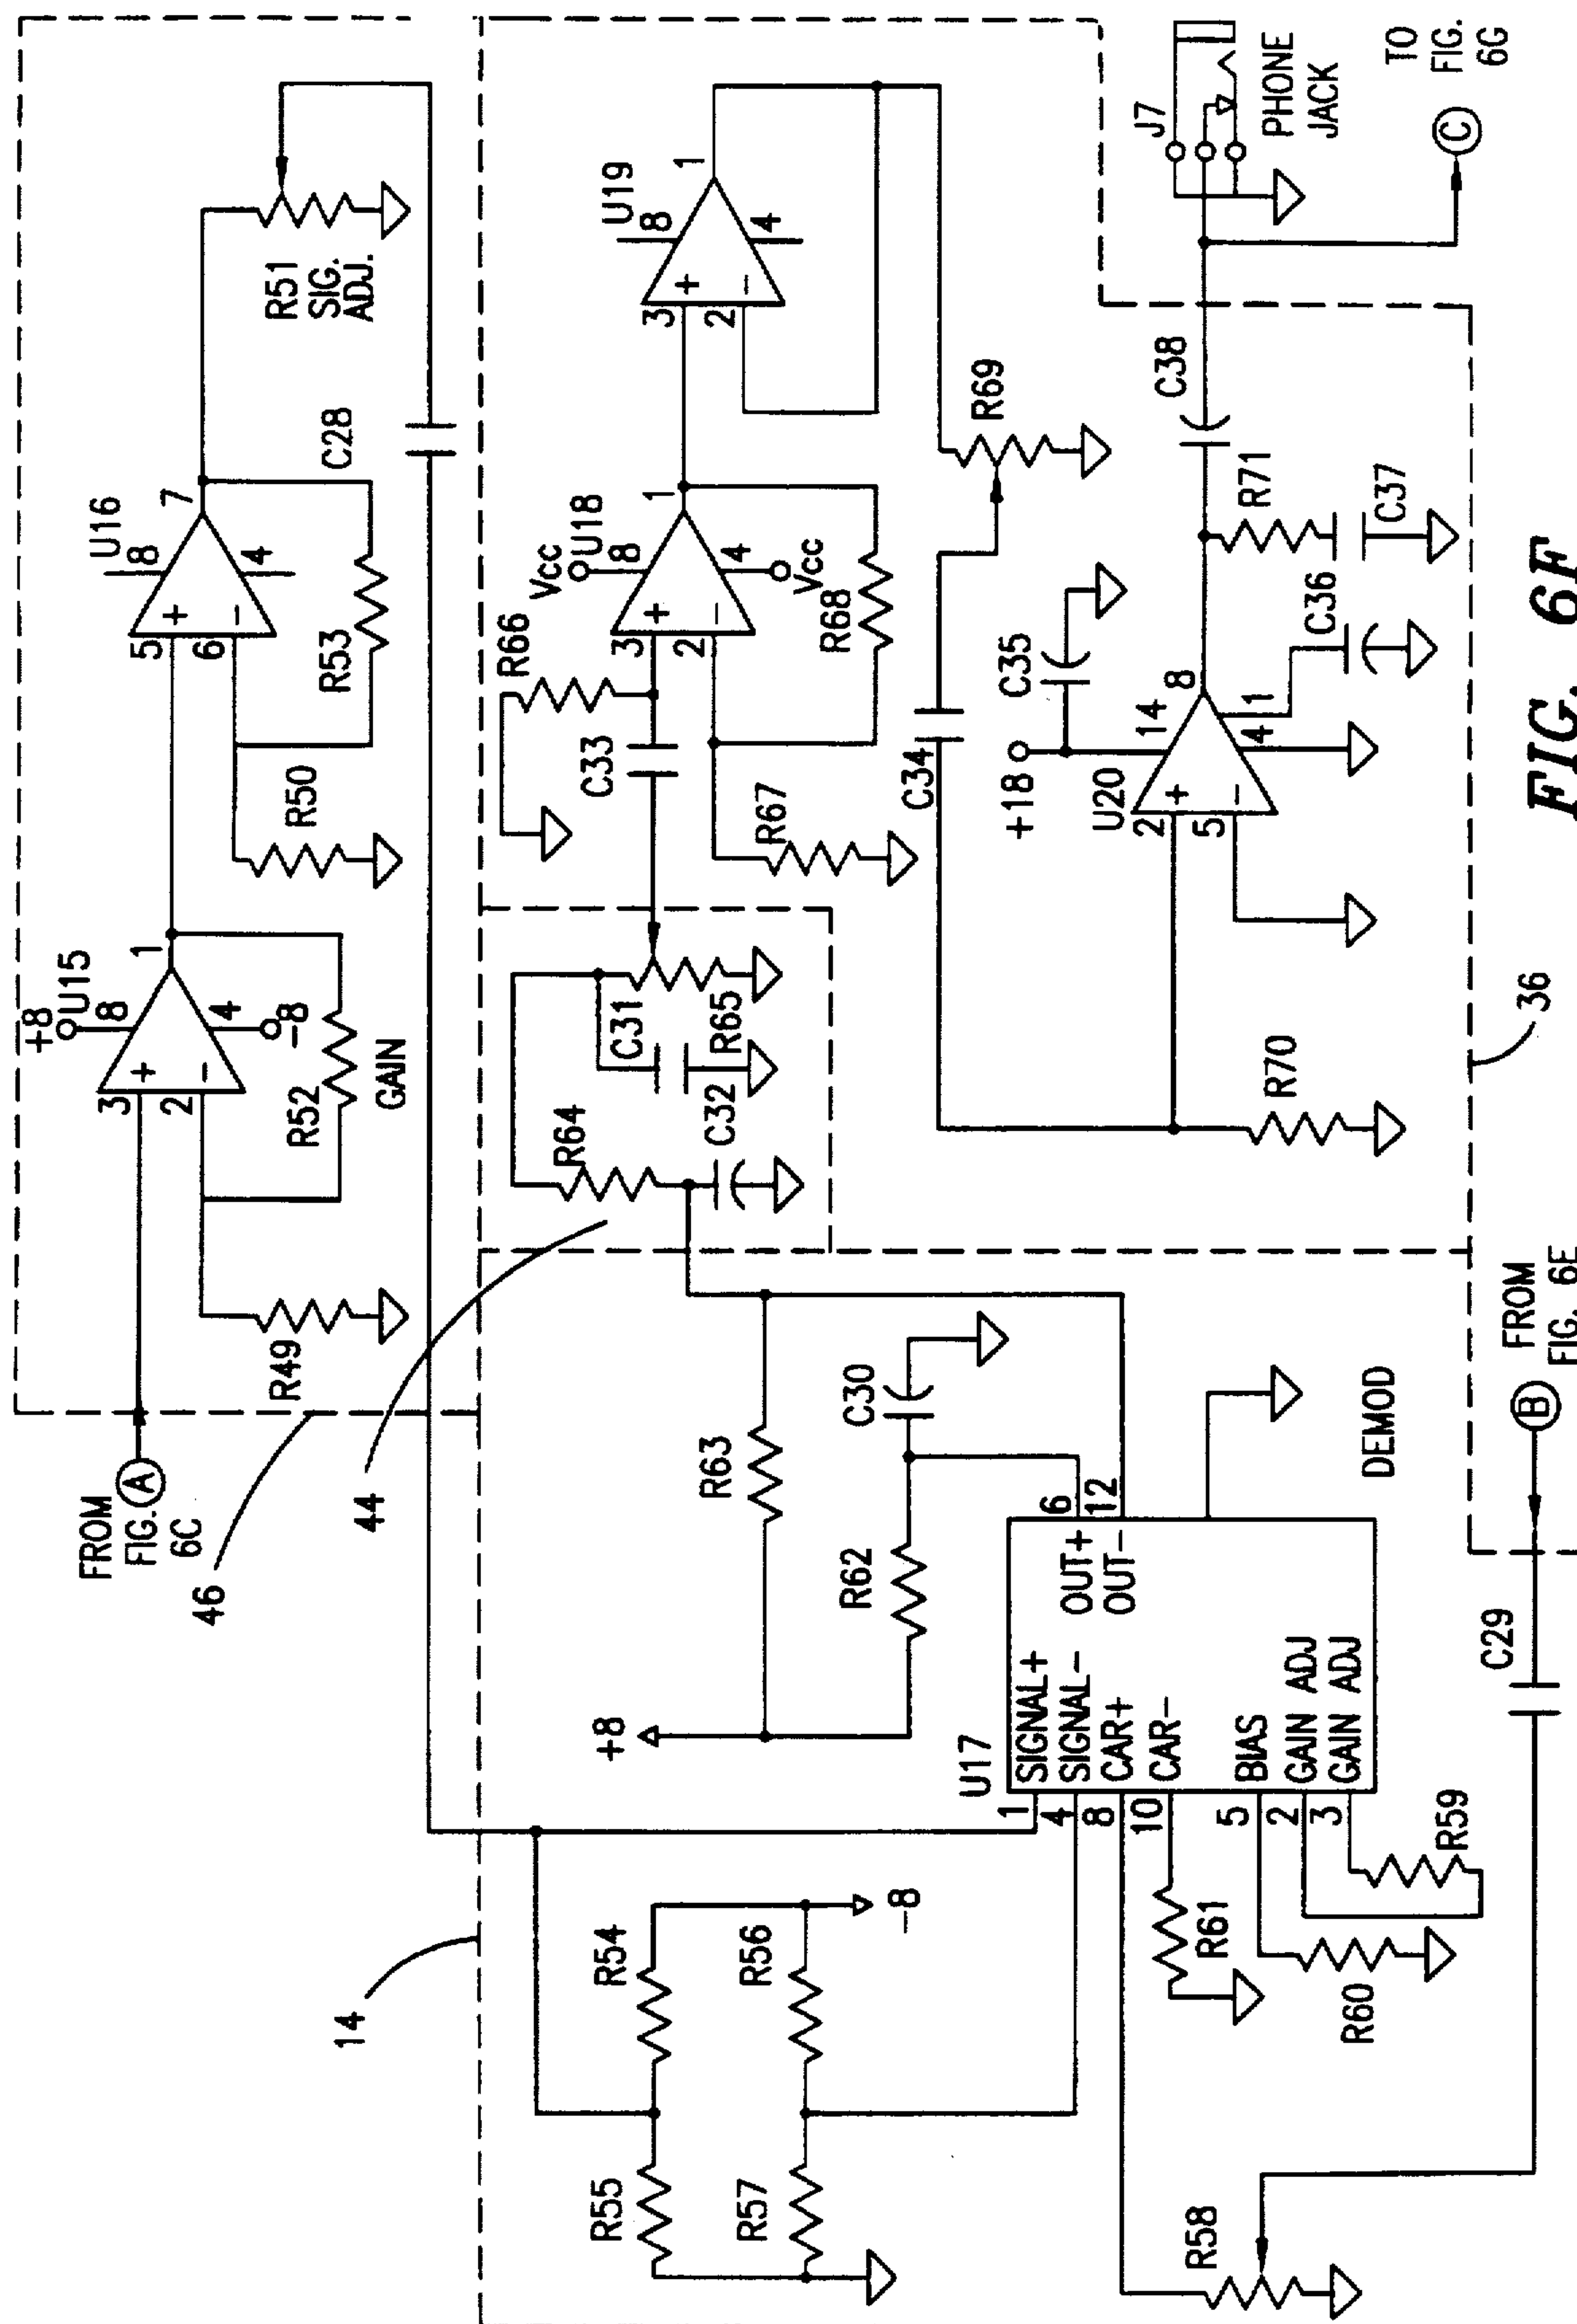 FROM
FIG. A
6C
46
3
2
+
−
+8
U15
8
1
4
−8
R49
R52
GAIN
R50
5
6
+
−
U16
8
7
4
R53
C28
R51
SIG.
ADJ.
44
R64
C31
R65
C32
C33
R66
Vcc
U18
8
3
2
+
−
1
4
Vcc
R67
R68
U19
8
3
2
+
−
1
4
R69
C34
+18
C35
U20
14
2
5
+
−
8
1
4
R70
C36
R71
C37
C38
J7
PHONE
JACK
C
TO
FIG.
6G
36
14
R54
R55
R56
R57
−8
+8
R63
R62
C30
U17
1 SIGNAL+
4 SIGNAL−
8 CAR+
10 CAR−
5 BIAS
2 GAIN ADJ
3 GAIN ADJ
OUT+ 6
OUT− 12
DEMOD
R61
R60
R59
R58
C29
B FROM
FIG. 6E
FIG. 6F